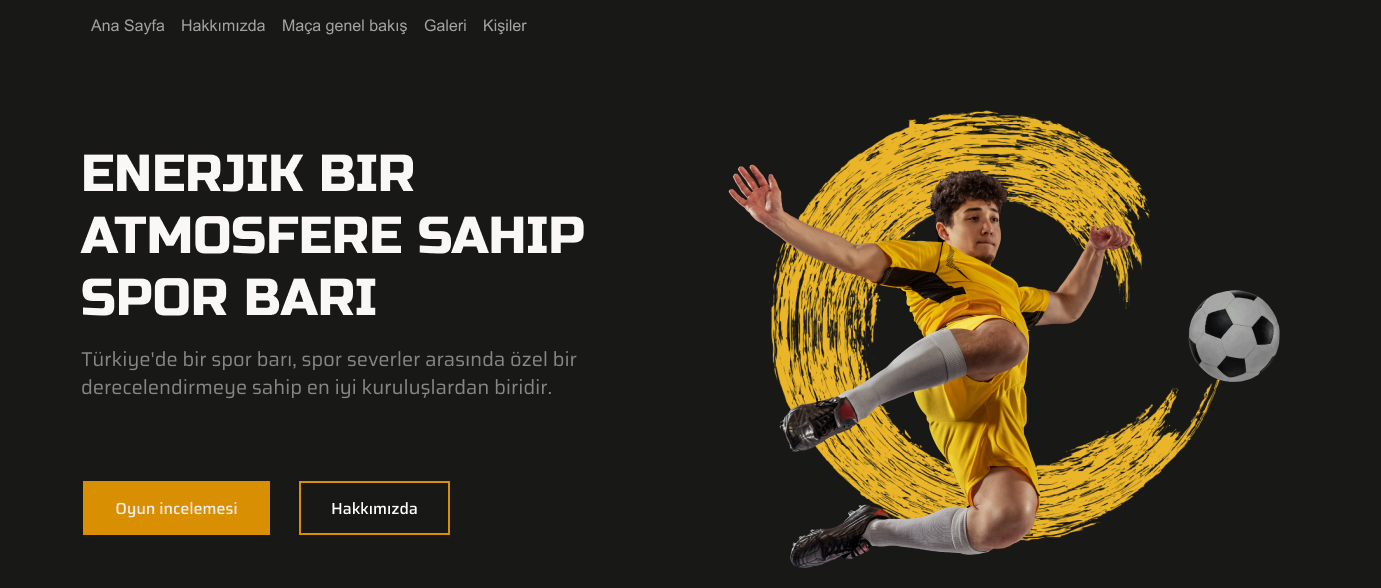 Ana Sayfa Hakkımızda Maça genel bakış Galeri Kişiler
ENERJIK BIR
ATMOSFERE SAHIP
SPOR BARI
Türkiye'de bir spor barı, spor severler arasında özel bir
derecelendirmeye sahip en iyi kuruluşlardan biridir.
Oyun incelemesi Hakkımızda